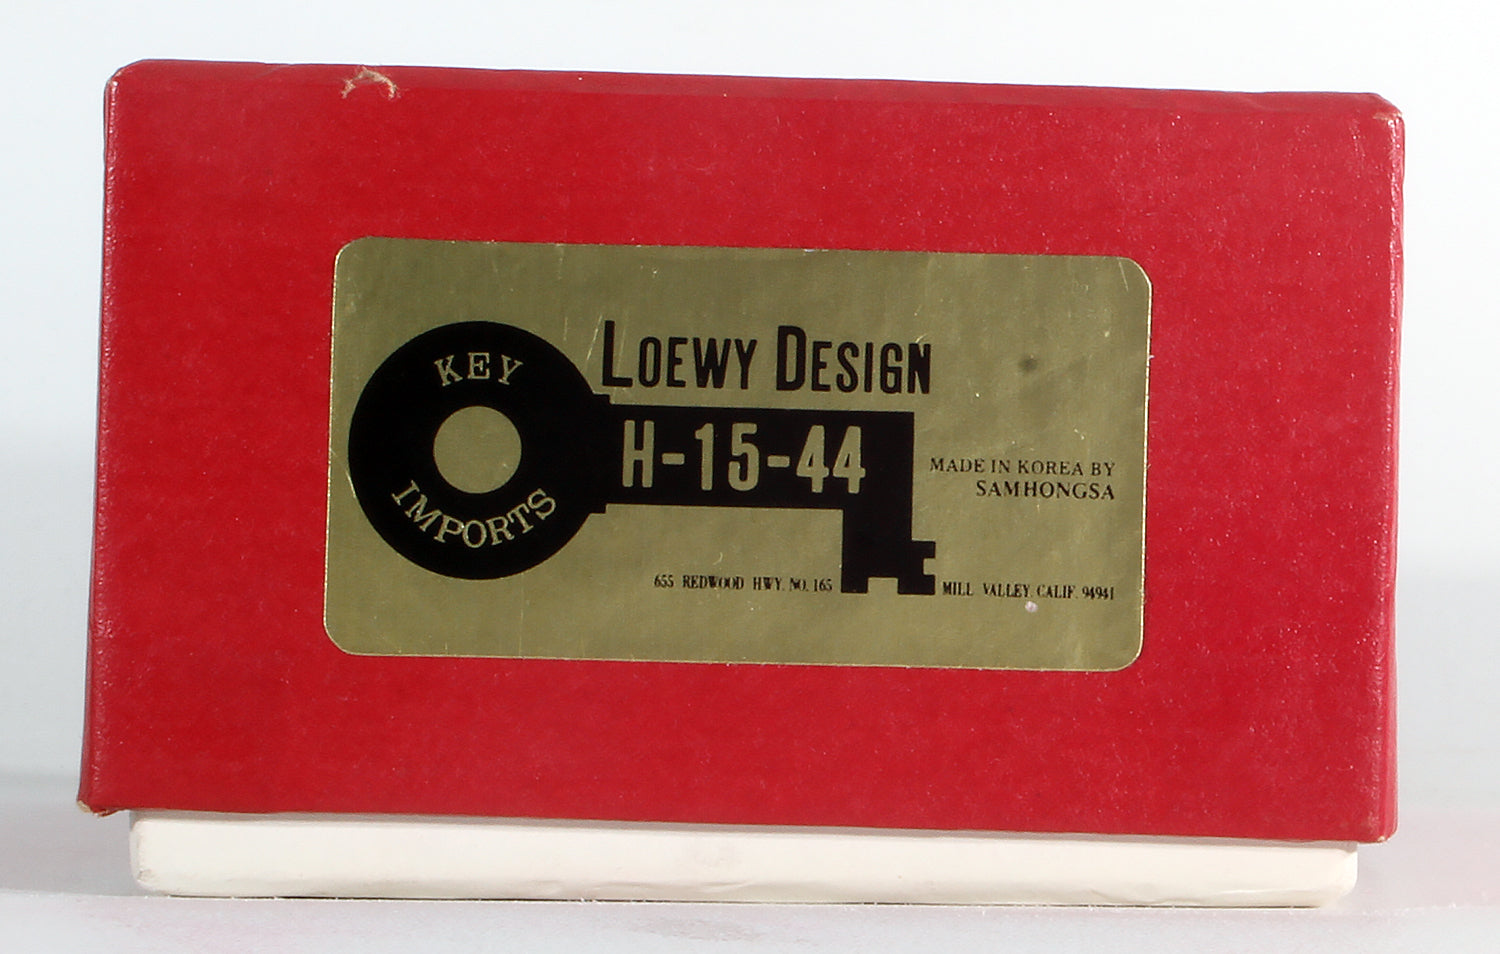 KEY
IMPORTS
LOEWY DESIGN
H-15-44
MADE IN KOREA BY
SAMHONGSA
655 REDWOOD HWY. NO. 165 MILL VALLEY, CALIF. 94941